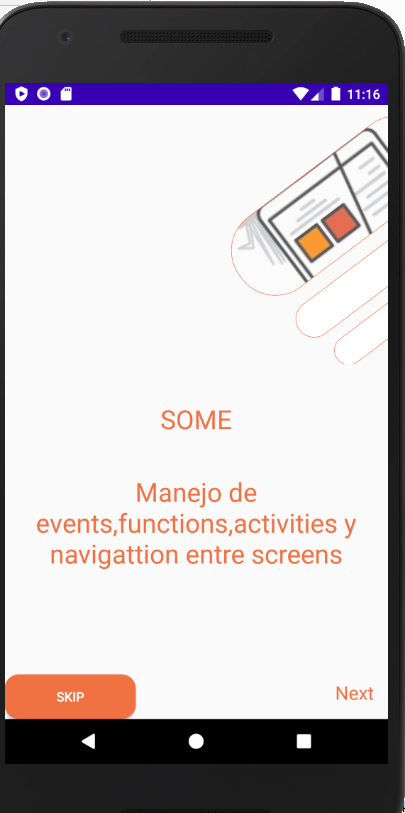 11:16
SOME
Manejo de
events,functions,activities y
navigattion entre screens
SKIP
Next